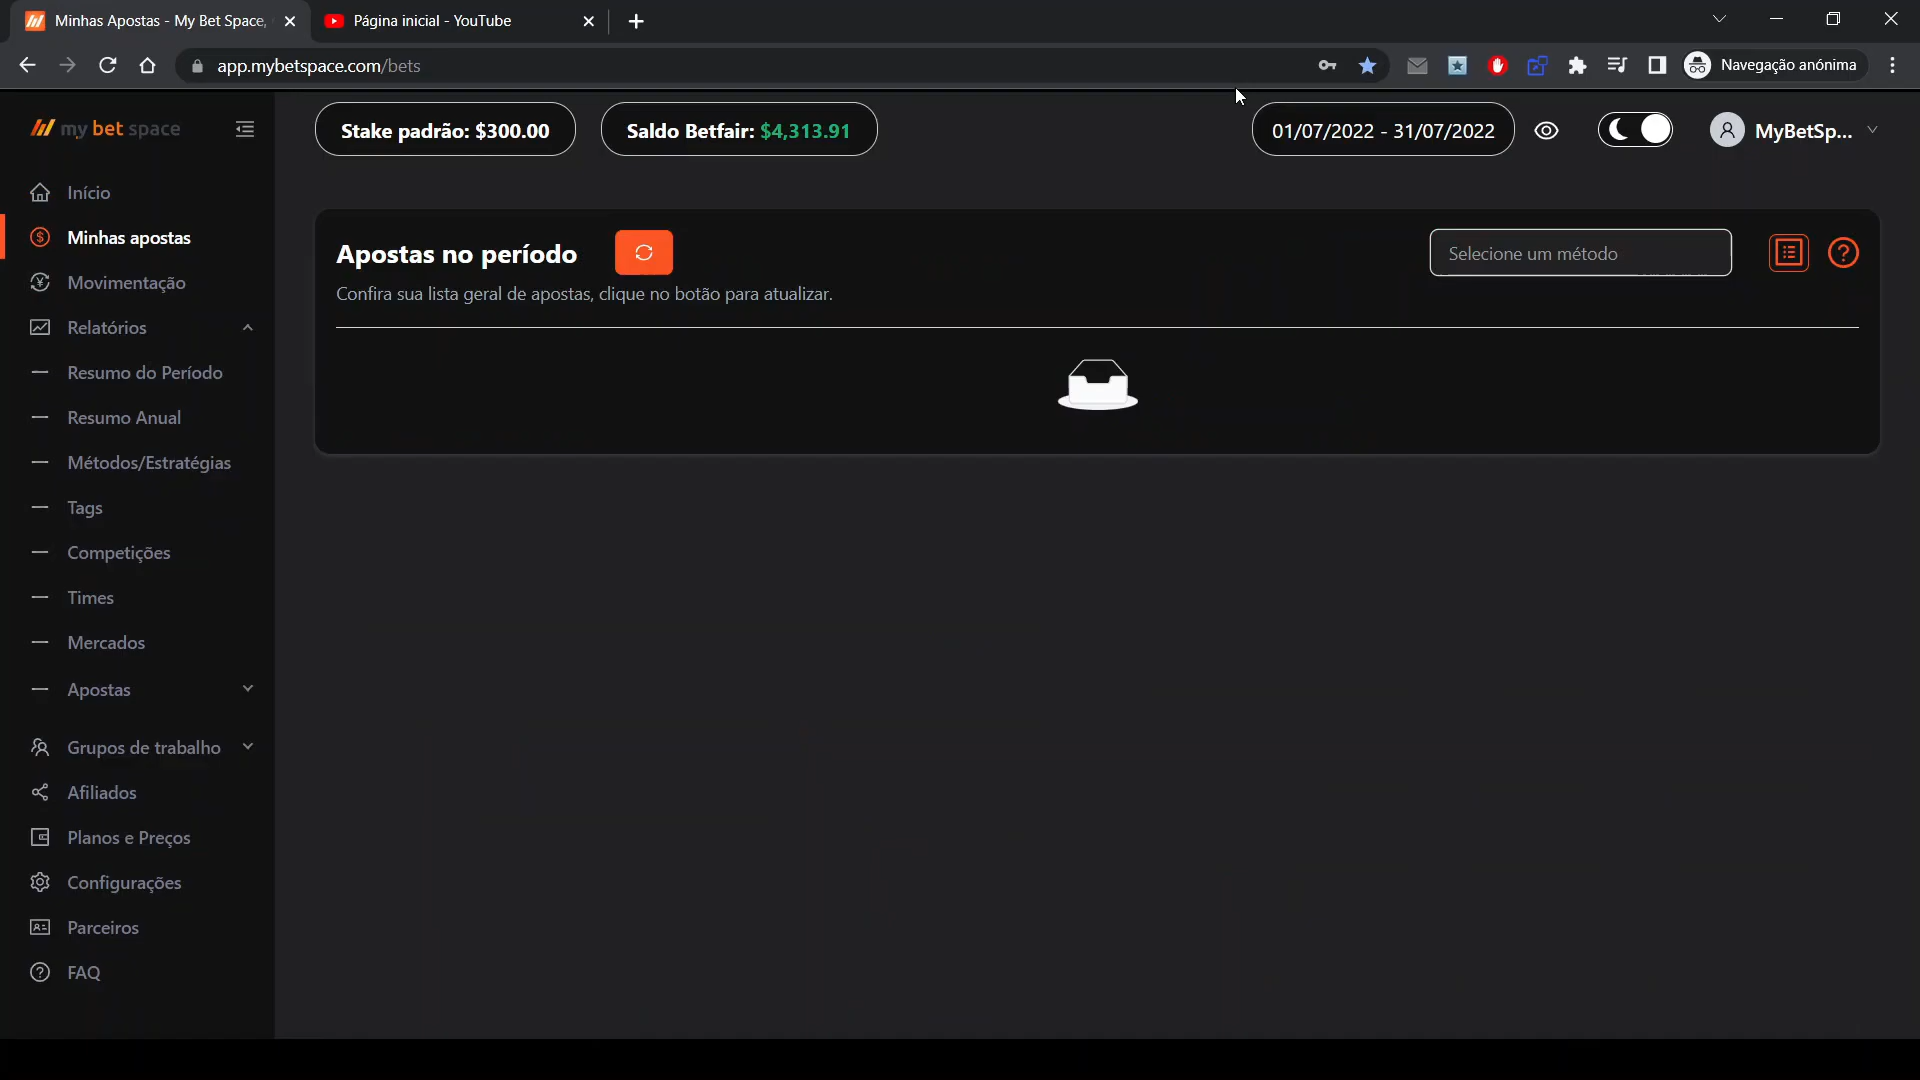 Minhas Apostas - My Bet Space,
Página inicial - YouTube
app.mybetspace.com/bets
Navegação anónima
my bet space
Stake padrão: $300.00
Saldo Betfair: $4,313.91
01/07/2022 - 31/07/2022
MyBetSp...
Início
Minhas apostas
Movimentação
Relatórios
Resumo do Período
Resumo Anual
Métodos/Estratégias
Tags
Competições
Times
Mercados
Apostas
Grupos de trabalho
Afiliados
Planos e Preços
Configurações
Parceiros
FAQ
Apostas no período
Selecione um método
Confira sua lista geral de apostas, clique no botão para atualizar.